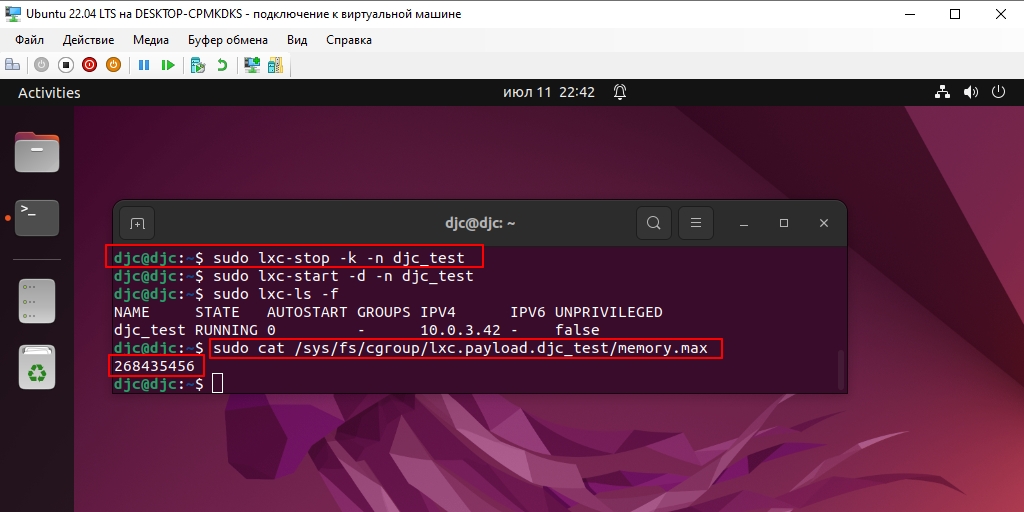 Ubuntu 22.04 LTS на DESKTOP-CPMKDKS - подключение к виртуальной машине
Файл Действие Медиа Буфер обмена Вид Справка
Activities июл 11 22:42
djc@djc: ~
djc@djc:~$ sudo lxc-stop -k -n djc_test
djc@djc:~$ sudo lxc-start -d -n djc_test
djc@djc:~$ sudo lxc-ls -f
NAME STATE AUTOSTART GROUPS IPV4 IPV6 UNPRIVILEGED
djc_test RUNNING 0 - 10.0.3.42 - false
djc@djc:~$ sudo cat /sys/fs/cgroup/lxc.payload.djc_test/memory.max
268435456
djc@djc:~$